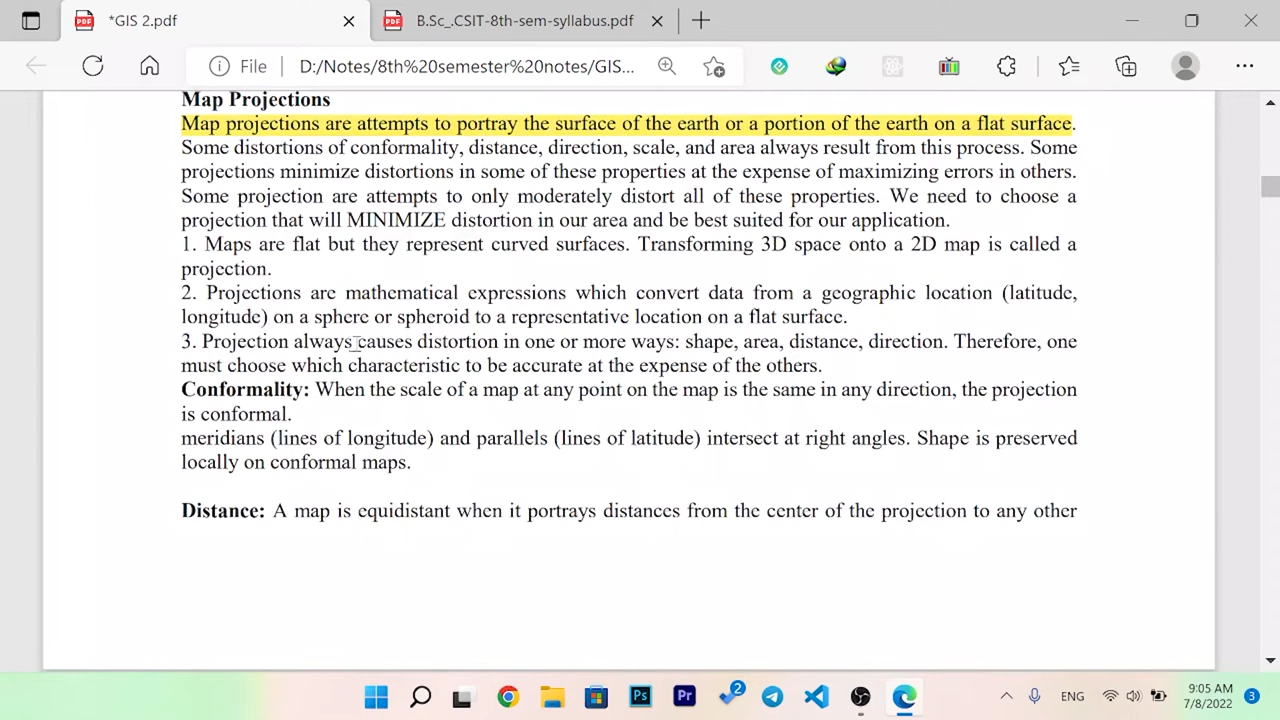 *GIS 2.pdf
B.Sc_.CSIT-8th-sem-syllabus.pdf
File
D:/Notes/8th%20semester%20notes/GIS...
Map Projections
Map projections are attempts to portray the surface of the earth or a portion of the earth on a flat surface.
Some distortions of conformality, distance, direction, scale, and area always result from this process. Some
projections minimize distortions in some of these properties at the expense of maximizing errors in others.
Some projection are attempts to only moderately distort all of these properties. We need to choose a
projection that will MINIMIZE distortion in our area and be best suited for our application.
1. Maps are flat but they represent curved surfaces. Transforming 3D space onto a 2D map is called a
projection.
2. Projections are mathematical expressions which convert data from a geographic location (latitude,
longitude) on a sphere or spheroid to a representative location on a flat surface.
3. Projection always causes distortion in one or more ways: shape, area, distance, direction. Therefore, one
must choose which characteristic to be accurate at the expense of the others.
Conformality: When the scale of a map at any point on the map is the same in any direction, the projection
is conformal.
meridians (lines of longitude) and parallels (lines of latitude) intersect at right angles. Shape is preserved
locally on conformal maps.
Distance: A map is equidistant when it portrays distances from the center of the projection to any other
Ps
Pr
2
ENG
9:05 AM
7/8/2022
3